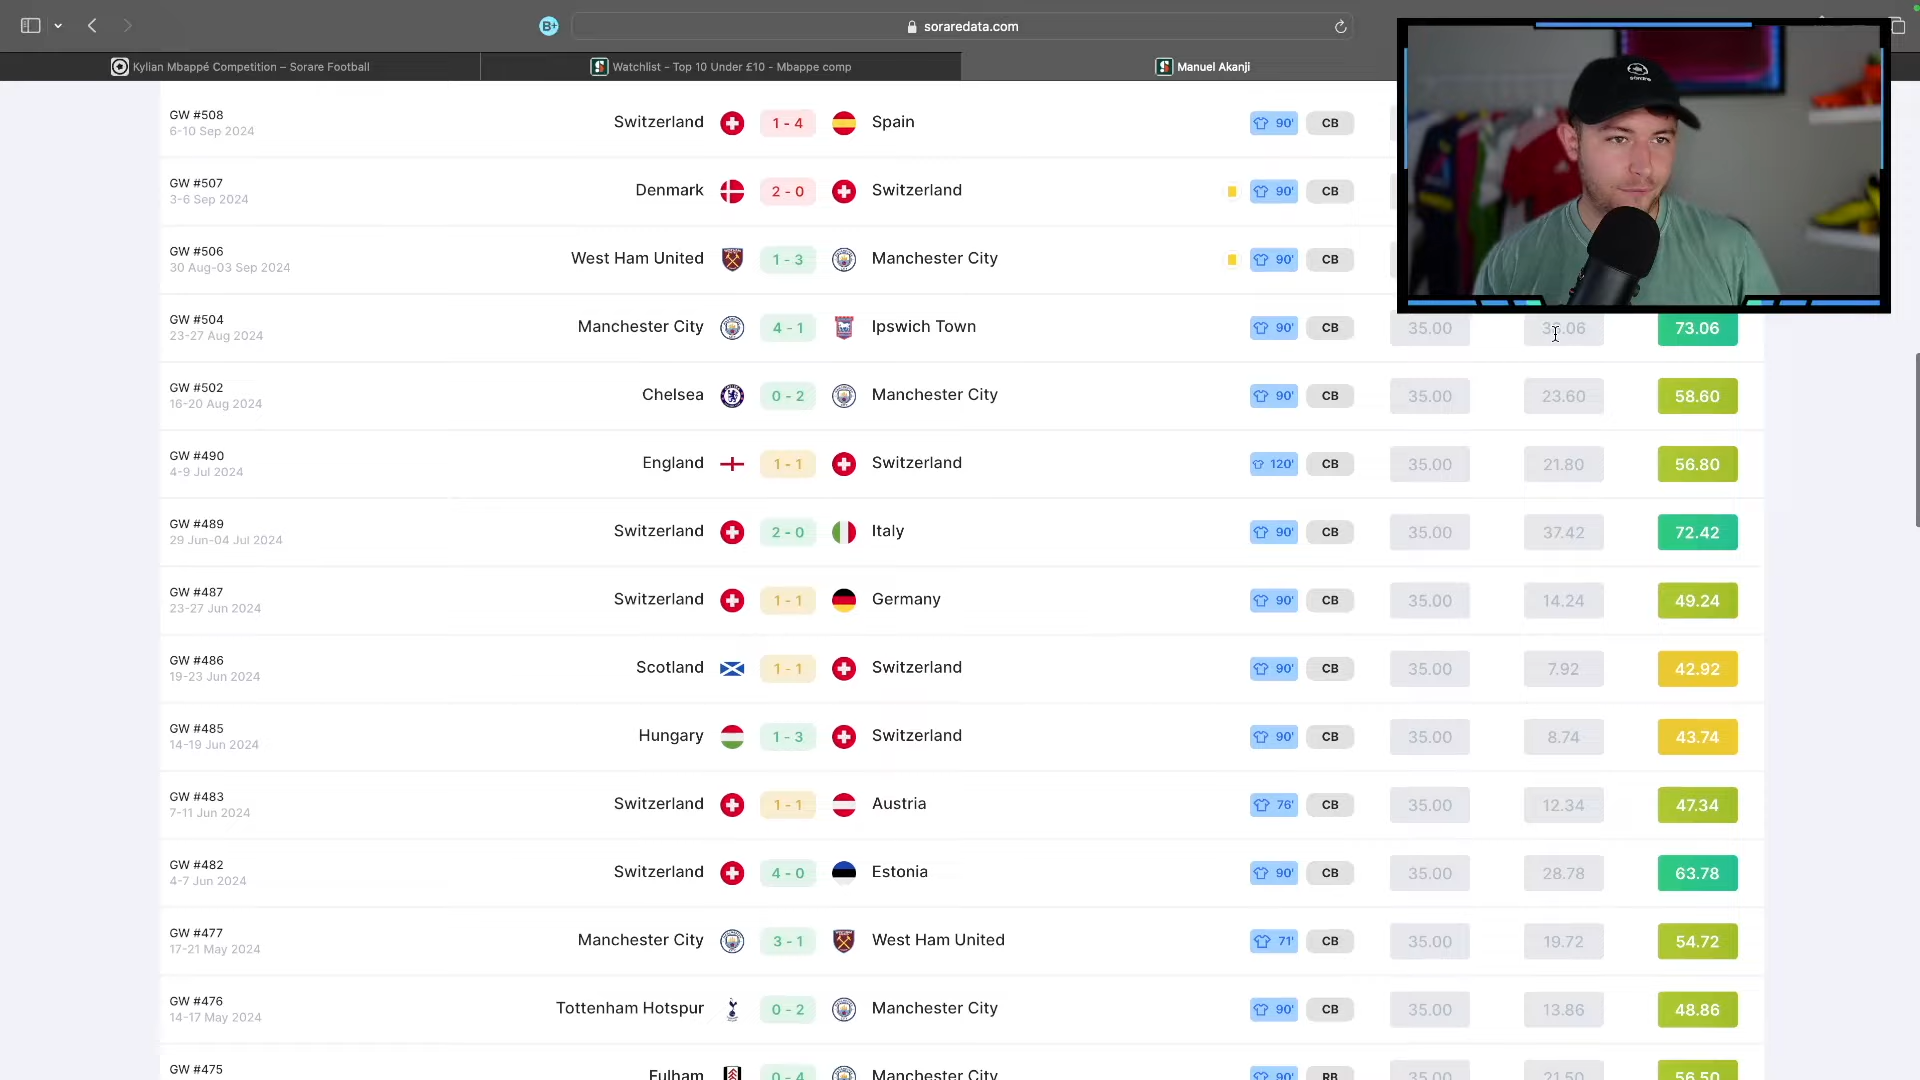 soraredata.com
Kylian Mbappé Competition – Sorare Football
Watchlist - Top 10 Under £10 - Mbappe comp
Manuel Akanji
GW #508
6-10 Sep 2024
Switzerland 1 - 4 Spain 90' CB
GW #507
3-6 Sep 2024
Denmark 2 - 0 Switzerland 90' CB
GW #506
30 Aug-03 Sep 2024
West Ham United 1 - 3 Manchester City 90' CB
GW #504
23-27 Aug 2024
Manchester City 4 - 1 Ipswich Town 90' CB 35.00 73.06
GW #502
16-20 Aug 2024
Chelsea 0 - 2 Manchester City 90' CB 35.00 23.60 58.60
GW #490
4-9 Jul 2024
England 1 - 1 Switzerland 120' CB 35.00 21.80 56.80
GW #489
29 Jun-04 Jul 2024
Switzerland 2 - 0 Italy 90' CB 35.00 37.42 72.42
GW #487
23-27 Jun 2024
Switzerland 1 - 1 Germany 90' CB 35.00 14.24 49.24
GW #486
19-23 Jun 2024
Scotland 1 - 1 Switzerland 90' CB 35.00 7.92 42.92
GW #485
14-19 Jun 2024
Hungary 1 - 3 Switzerland 90' CB 35.00 8.74 43.74
GW #483
7-11 Jun 2024
Switzerland 1 - 1 Austria 76' CB 35.00 12.34 47.34
GW #482
4-7 Jun 2024
Switzerland 4 - 0 Estonia 90' CB 35.00 28.78 63.78
GW #477
17-21 May 2024
Manchester City 3 - 1 West Ham United 71' CB 35.00 19.72 54.72
GW #476
14-17 May 2024
Tottenham Hotspur 0 - 2 Manchester City 90' CB 35.00 13.86 48.86
GW #475
Fulham 0 - 4 Manchester City 90' RB 35.00 21.50 56.50